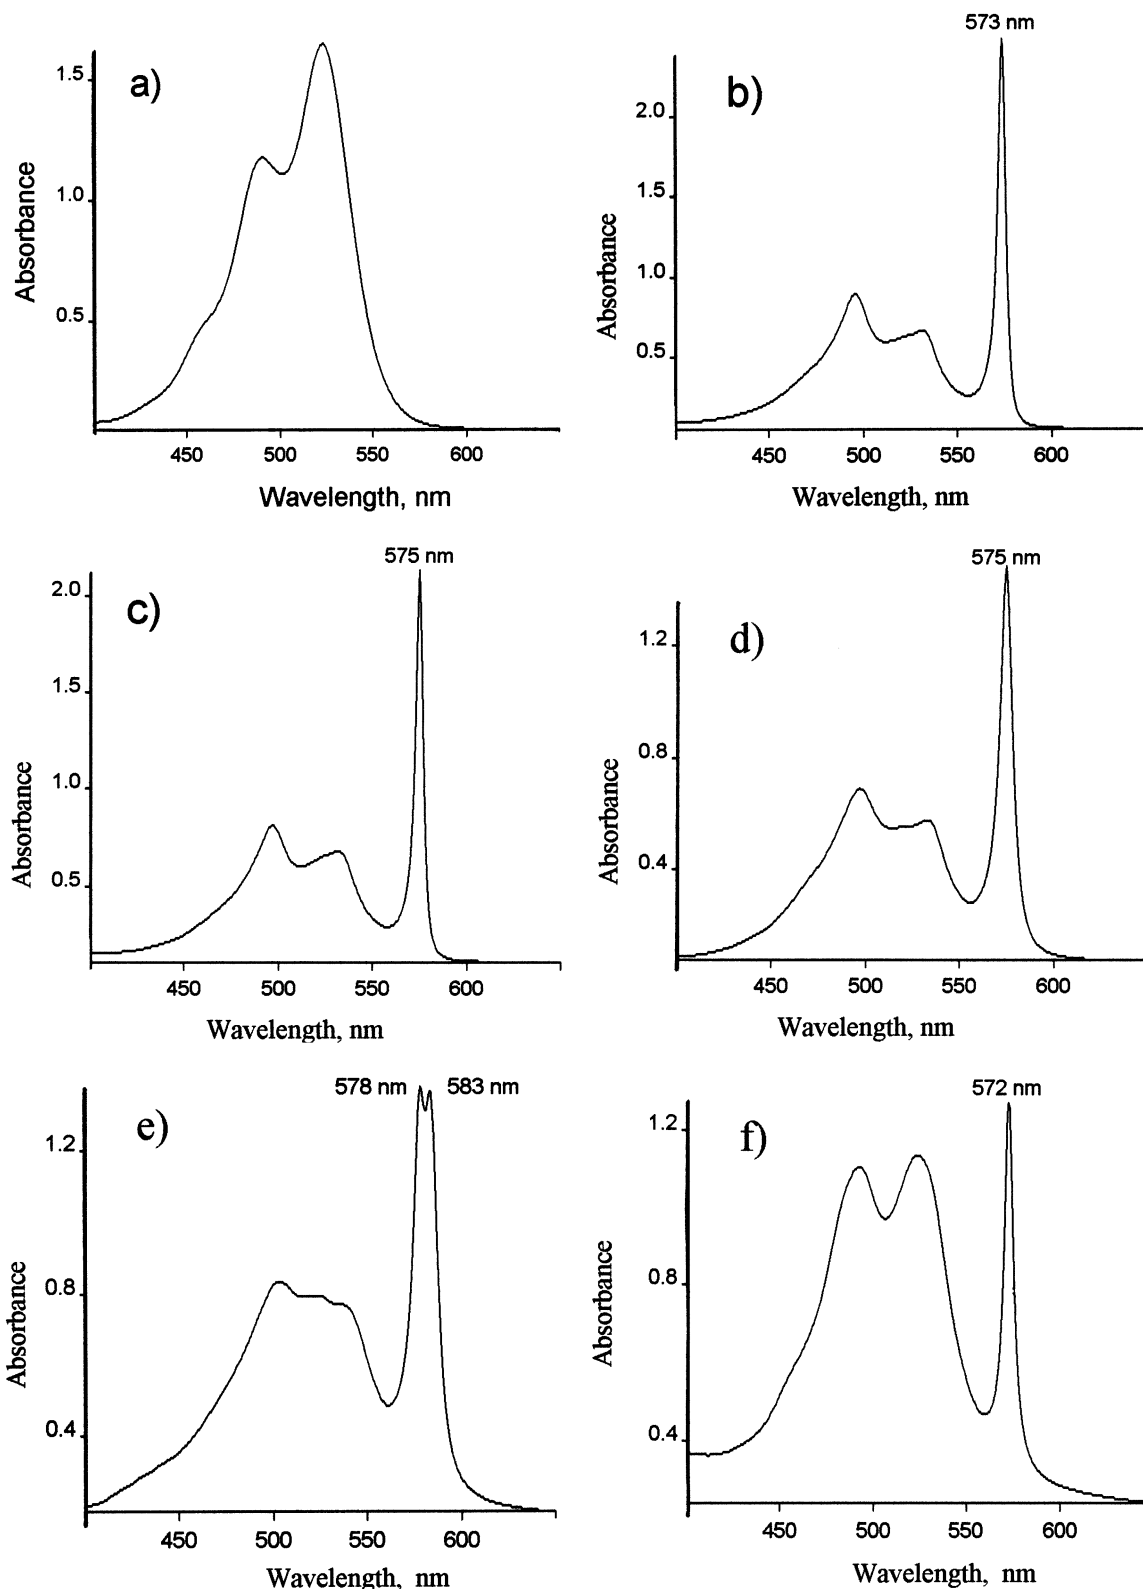 a)
1.5
1.0
0.5
Absorbance
450 500 550 600
Wavelength, nm
573 nm
b)
2.0
1.5
1.0
0.5
Absorbance
450 500 550 600
Wavelength, nm
575 nm
c)
2.0
1.5
1.0
0.5
Absorbance
450 500 550 600
Wavelength, nm
575 nm
d)
1.2
0.8
0.4
Absorbance
450 500 550 600
Wavelength, nm
578 nm 583 nm
e)
1.2
0.8
0.4
Absorbance
450 500 550 600
Wavelength, nm
572 nm
f)
1.2
0.8
0.4
Absorbance
450 500 550 600
Wavelength, nm